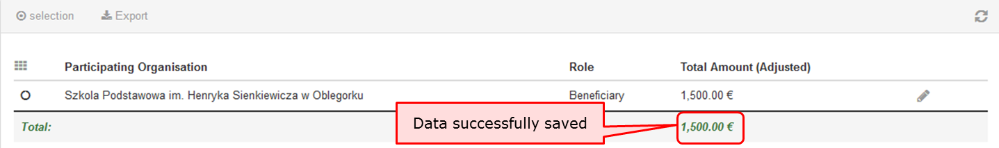 selection Export
Participating Organisation Role Total Amount (Adjusted)
Szkola Podstawowa im. Henryka Sienkiewicza w Oblegorku Beneficiary 1,500.00 €
Total: 1,500.00 €
Data successfully saved